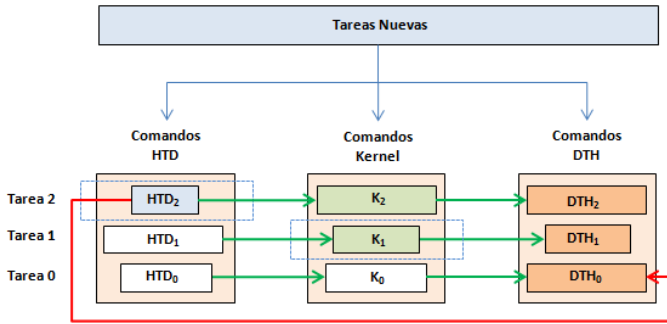 Tareas Nuevas
Comandos HTD
Comandos Kernel
Comandos DTH
Tarea 2
HTD₂
K₂
DTH₂
Tarea 1
HTD₁
K₁
DTH₁
Tarea 0
HTD₀
K₀
DTH₀